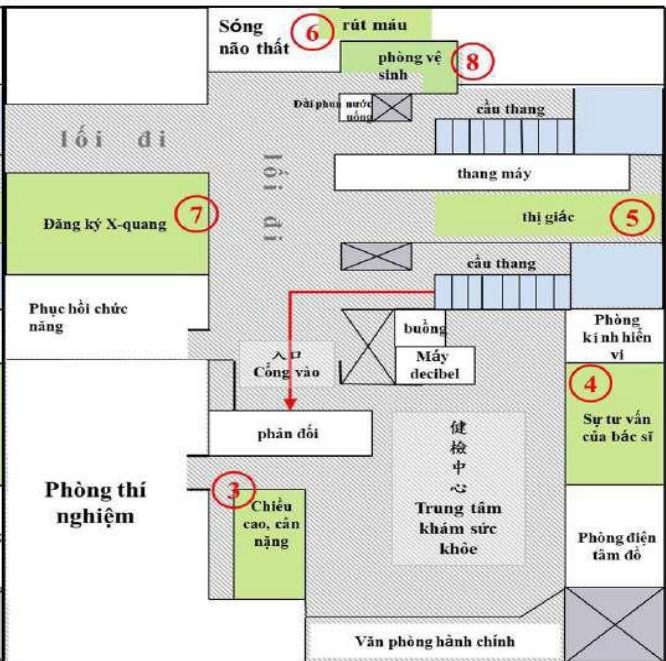 Sóng
não thất
6
rút máu
phòng vệ
sinh
8
Đài phun nước
uống
cầu thang
lối đi
lối đi
thang máy
Đăng ký X-quang
7
thị giác
5
cầu thang
Phục hồi chức
năng
buồng
Máy
decibel
Phòng
kính hiển
vi
入口
Cổng vào
4
Sự tư vấn
của bác sĩ
phản đối
健
檢
中
心
Trung tâm
khám sức
khỏe
Phòng thí
nghiệm
3
Chiều
cao, cân
nặng
Phòng điện
tâm đồ
Văn phòng hành chính